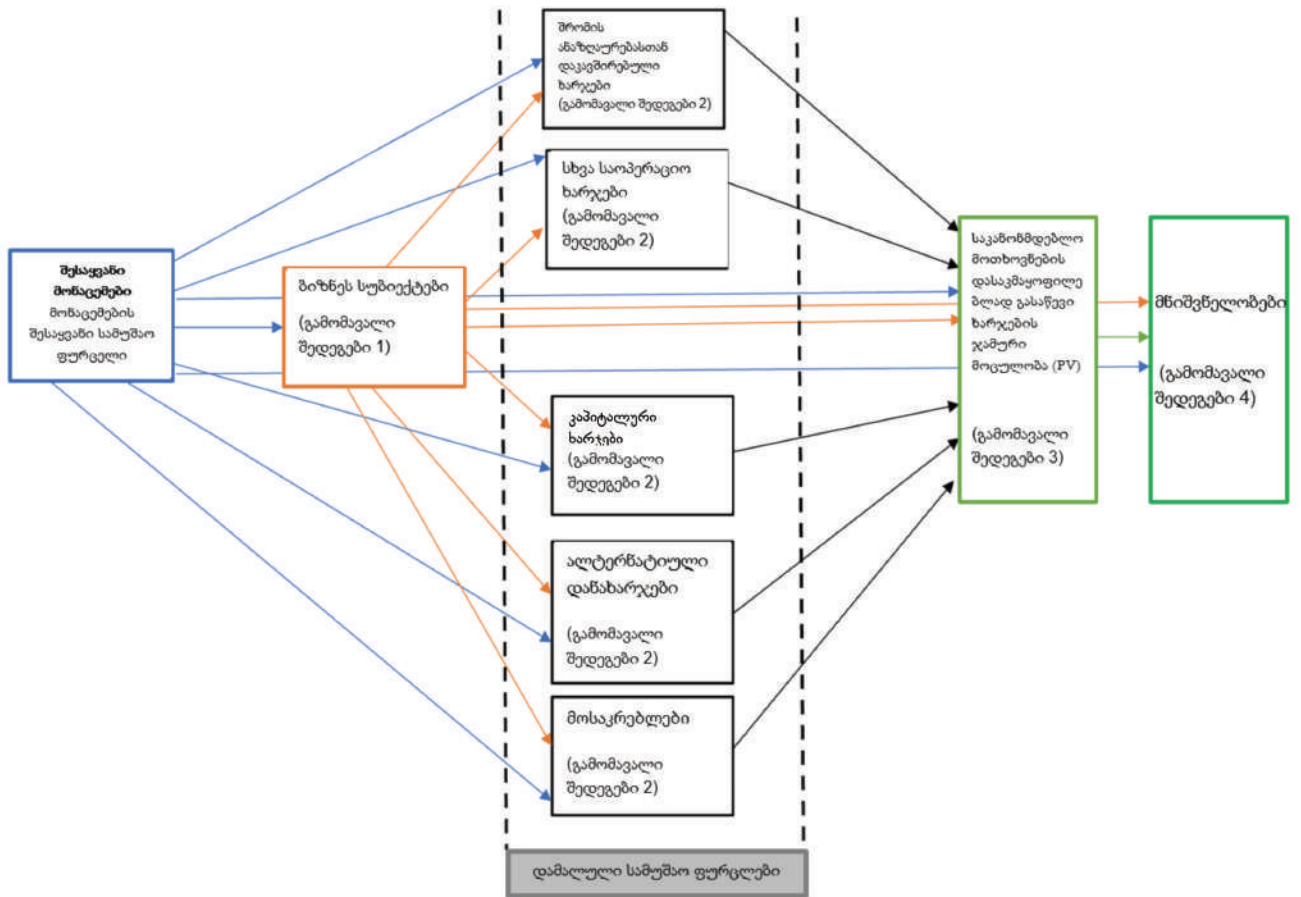 შრომის
ანაზღაურებასთან
დაკავშირებული
ხარჯები
(გამომავალი შედეგები 2)
სხვა საოპერაციო
ხარჯები
(გამომავალი
შედეგები 2)
შესაყვანი
მონაცემები
მონაცემების
შესაყვანი სამუშაო
ფურცელი
ბიზნეს სუბიექტები
(გამომავალი
შედეგები 1)
კაპიტალური
ხარჯები
(გამომავალი
შედეგები 2)
ალტერნატიული
დანახარჯები
(გამომავალი
შედეგები 2)
მოსაკრებლები
(გამომავალი
შედეგები 2)
საკანონმდებლო
მოთხოვნების
დასაკმაყოფილე
ბლად გასაწევი
ხარჯების
ჯამური
მოცულობა (PV)
(გამომავალი
შედეგები 3)
მნიშვნელობები
(გამომავალი
შედეგები 4)
დამალული სამუშაო ფურცლები